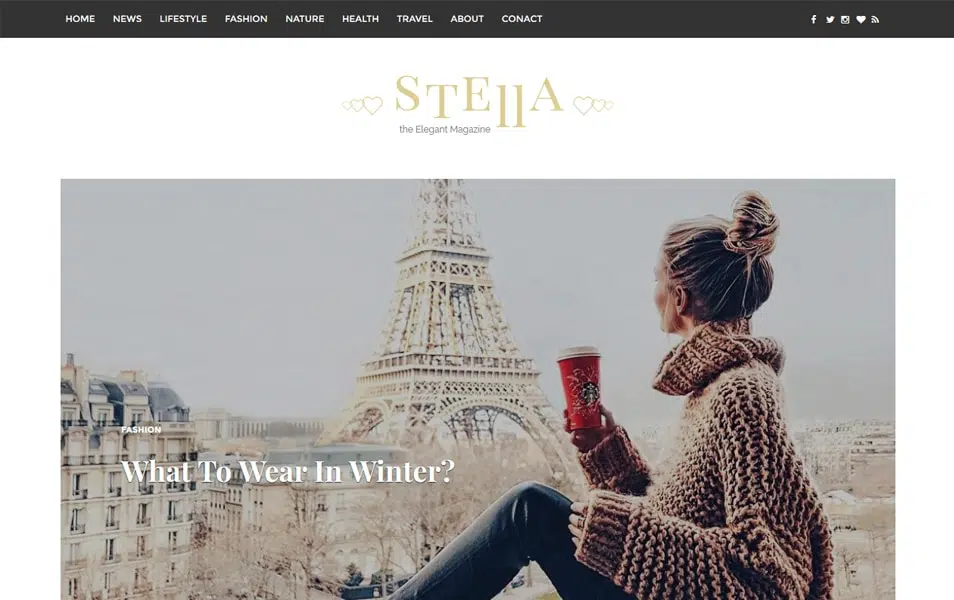 HOME NEWS LIFESTYLE FASHION NATURE HEALTH TRAVEL ABOUT CONACT
STEllA
the Elegant Magazine
FASHION
What To Wear In Winter?